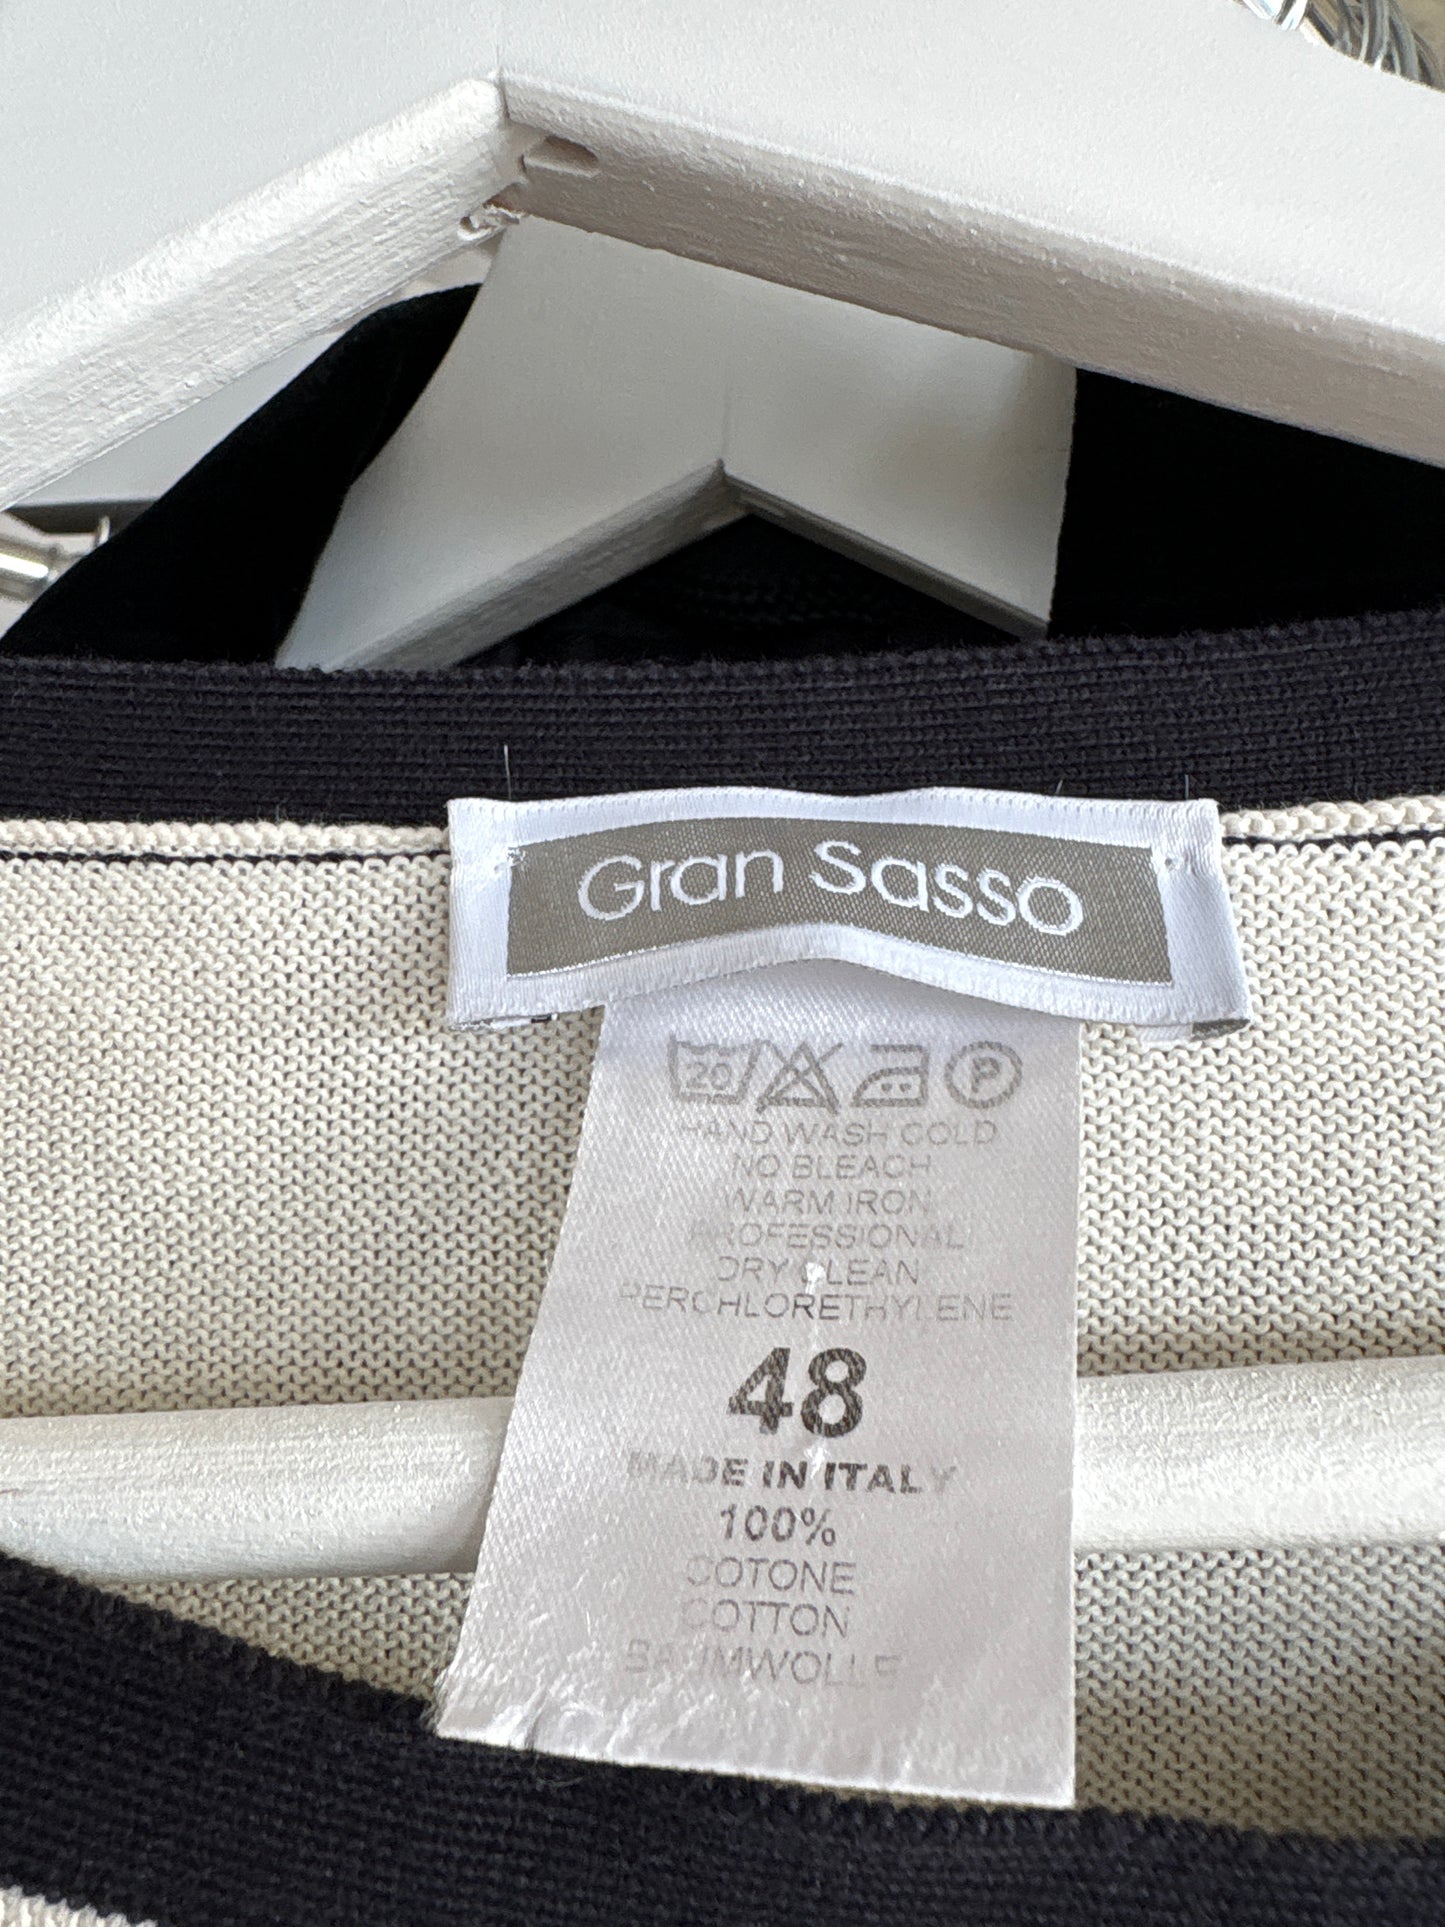 Gran Sasso
20 P
HAND WASH COLD
NO BLEACH
WARM IRON
PROFESSIONAL
DRY CLEAN
PERCHLORETHYLENE
48
MADE IN ITALY
100%
COTONE
COTTON
BAUMWOLLE